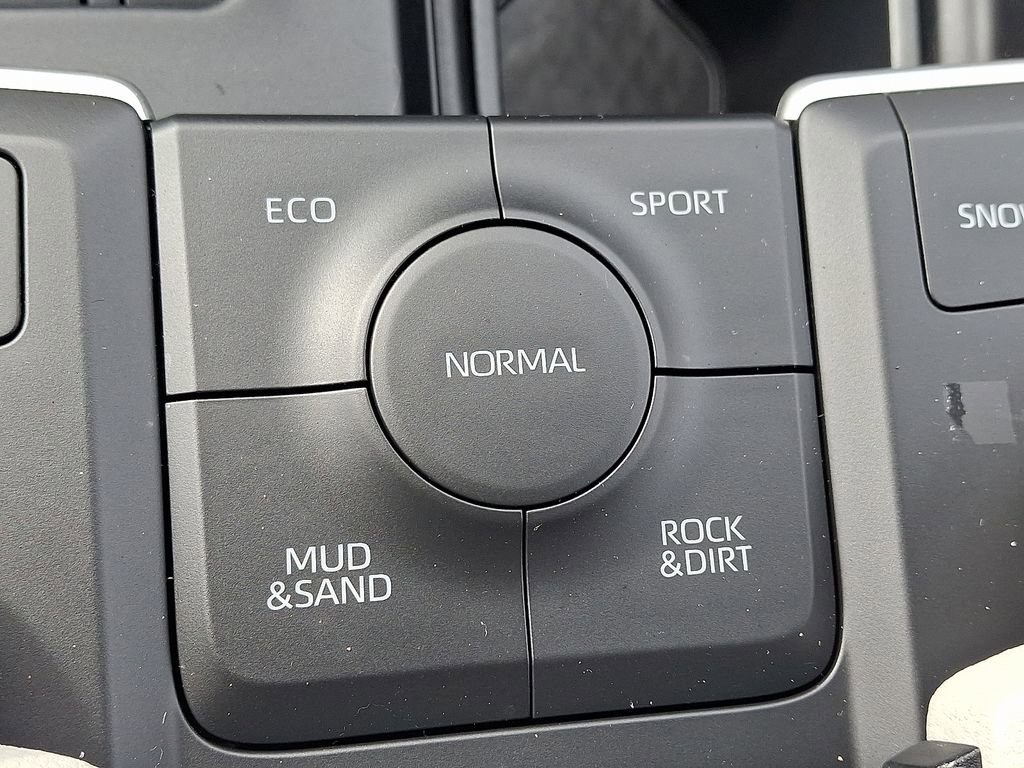 ECO
SPORT
NORMAL
MUD
&SAND
ROCK
&DIRT